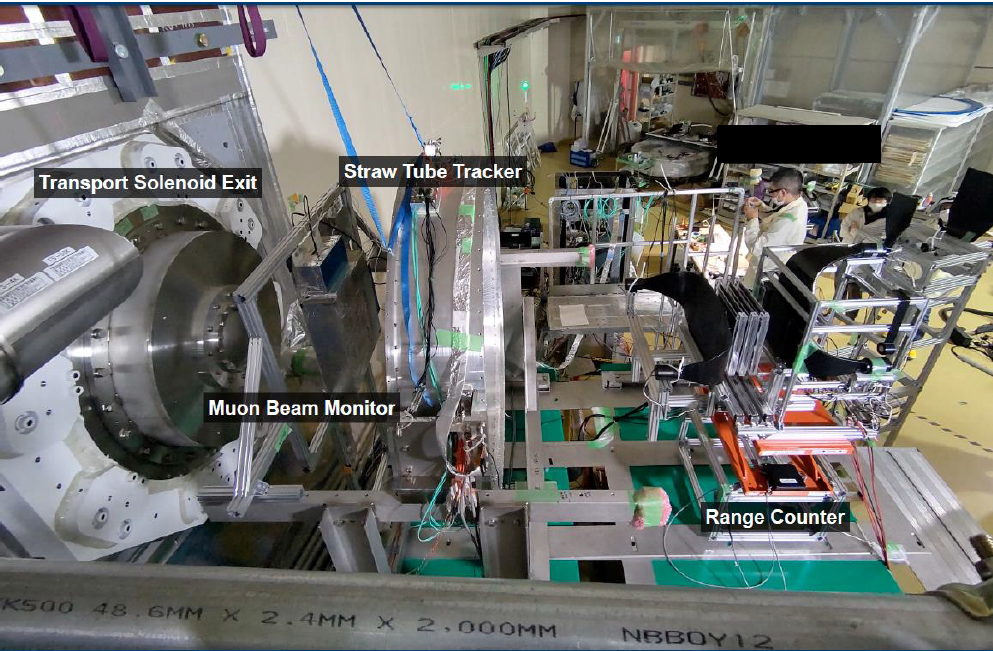 Straw Tube Tracker
Transport Solenoid Exit
Muon Beam Monitor
Range Counter
K500 48.6MM X 2.4MM X 2,000MM NBBOY12